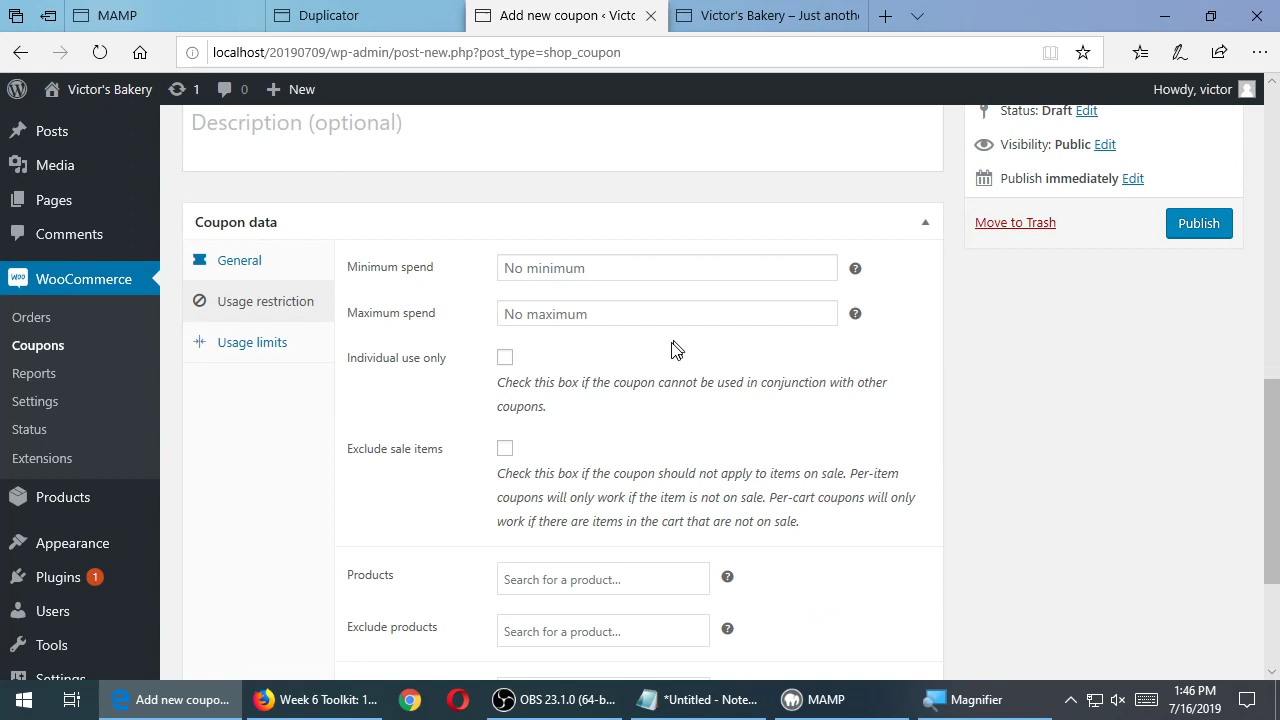 MAMP
Duplicator
Add new coupon ‹ Victo
Victor's Bakery – Just anoth
localhost/20190709/wp-admin/post-new.php?post_type=shop_coupon
Victor's Bakery
1
0
New
Howdy, victor
Posts
Media
Pages
Comments
WooCommerce
Orders
Coupons
Reports
Settings
Status
Extensions
Products
Appearance
Plugins 1
Users
Tools
Settings
Description (optional)
Coupon data
General
Usage restriction
Usage limits
Minimum spend
No minimum
Maximum spend
No maximum
Individual use only
Check this box if the coupon cannot be used in conjunction with other
coupons.
Exclude sale items
Check this box if the coupon should not apply to items on sale. Per-item
coupons will only work if the item is not on sale. Per-cart coupons will only
work if there are items in the cart that are not on sale.
Products
Search for a product...
Exclude products
Search for a product...
Status: Draft Edit
Visibility: Public Edit
Publish immediately Edit
Move to Trash
Publish
Add new coupo...
Week 6 Toolkit: 1...
OBS 23.1.0 (64-b...
*Untitled - Note...
MAMP
Magnifier
1:46 PM
7/16/2019